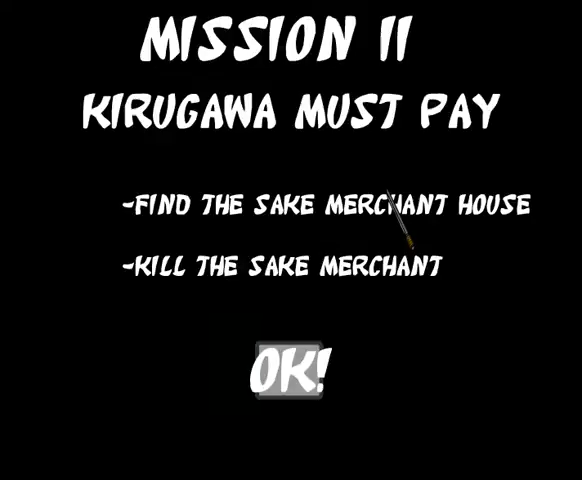 MISSION II
KIRUGAWA MUST PAY
-FIND THE SAKE MERCHANT HOUSE
-KILL THE SAKE MERCHANT
OK!